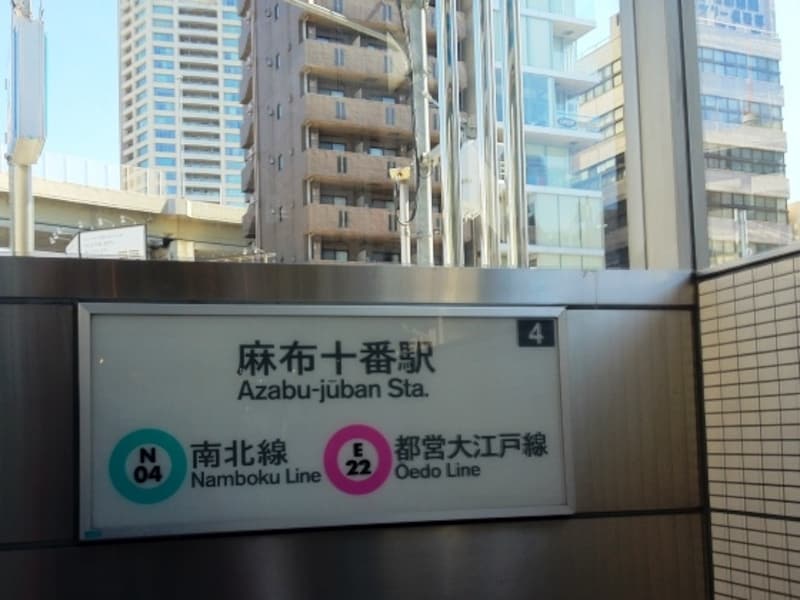 4
麻布十番駅
Azabu-jūban Sta.
N
04
南北線
Namboku Line
E
22
都営大江戸線
Oedo Line